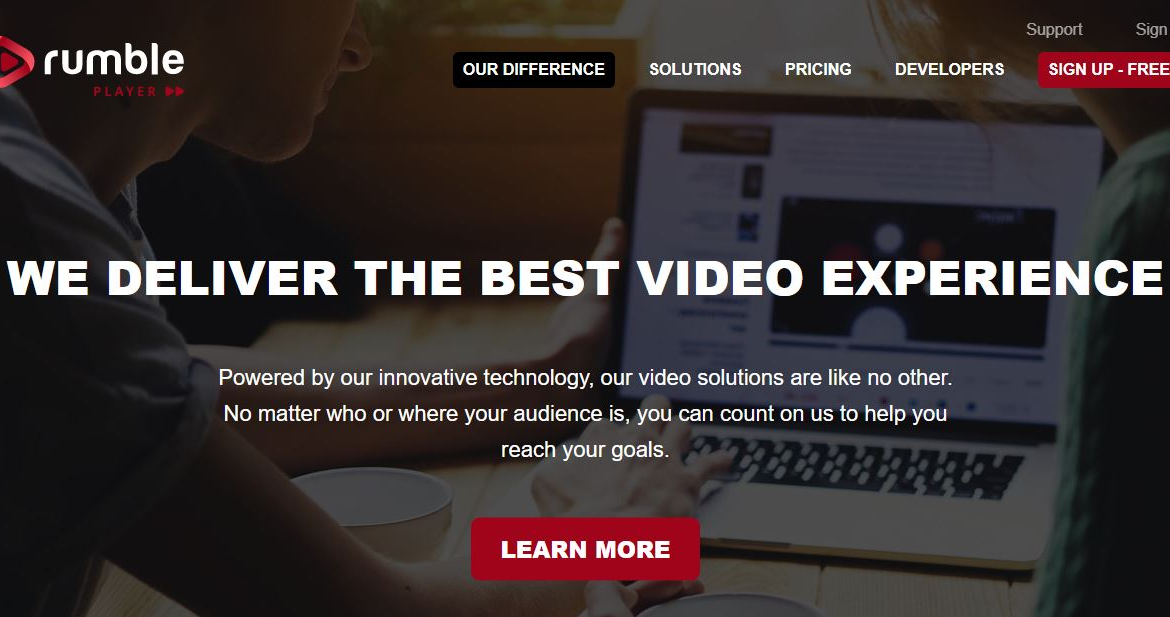 Support Sign
rumble
PLAYER
OUR DIFFERENCE SOLUTIONS PRICING DEVELOPERS SIGN UP - FREE
WE DELIVER THE BEST VIDEO EXPERIENCE
Powered by our innovative technology, our video solutions are like no other.
No matter who or where your audience is, you can count on us to help you
reach your goals.
LEARN MORE